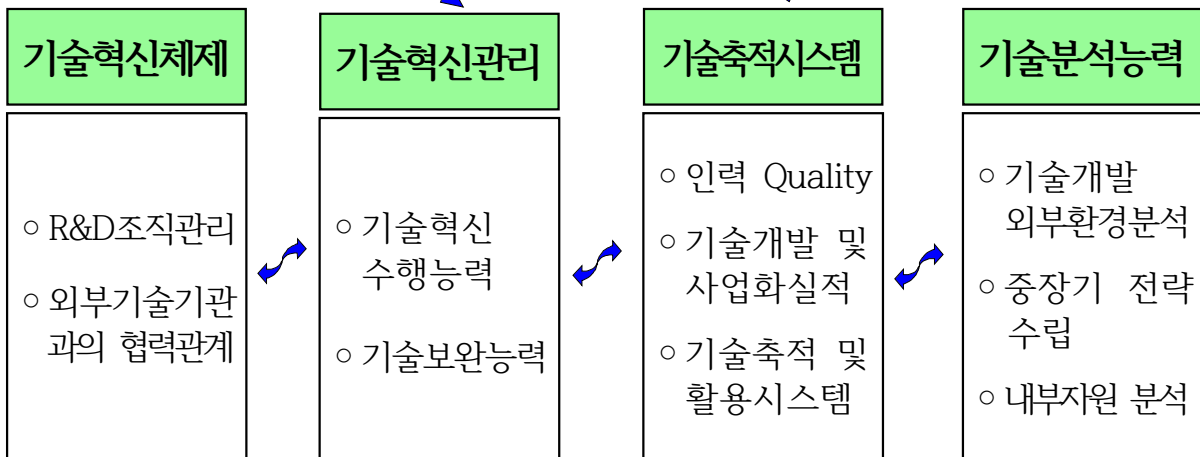 기술혁신체제
○ R&D조직관리
○ 외부기술기관
과의 협력관계
기술혁신관리
○ 기술혁신
수행능력
○ 기술보완능력
기술축적시스템
○ 인력 Quality
○ 기술개발 및
사업화실적
○ 기술축적 및
활용시스템
기술분석능력
○ 기술개발
외부환경분석
○ 중장기 전략
수립
○ 내부자원 분석